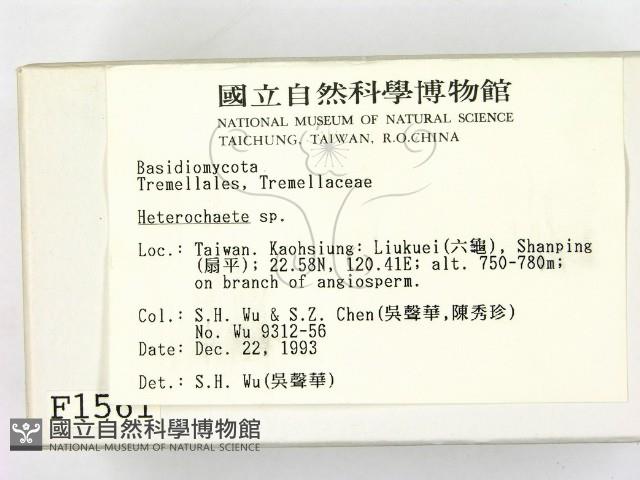 國立自然科學博物館
NATIONAL MUSEUM OF NATURAL SCIENCE
TAICHUNG, TAIWAN, R.O.CHINA
Basidiomycota
Tremellales, Tremellaceae
Heterochaete sp.
Loc.: Taiwan. Kaohsiung: Liukuei(六龜), Shanping
(扇平); 22.58N, 120.41E; alt. 750-780m;
on branch of angiosperm.
Col.: S.H. Wu & S.Z. Chen(吳聲華,陳秀珍)
No. Wu 9312-56
Date: Dec. 22, 1993
Det.: S.H. Wu(吳聲華)
F1561
國立自然科學博物館
NATIONAL MUSEUM OF NATURAL SCIENCE